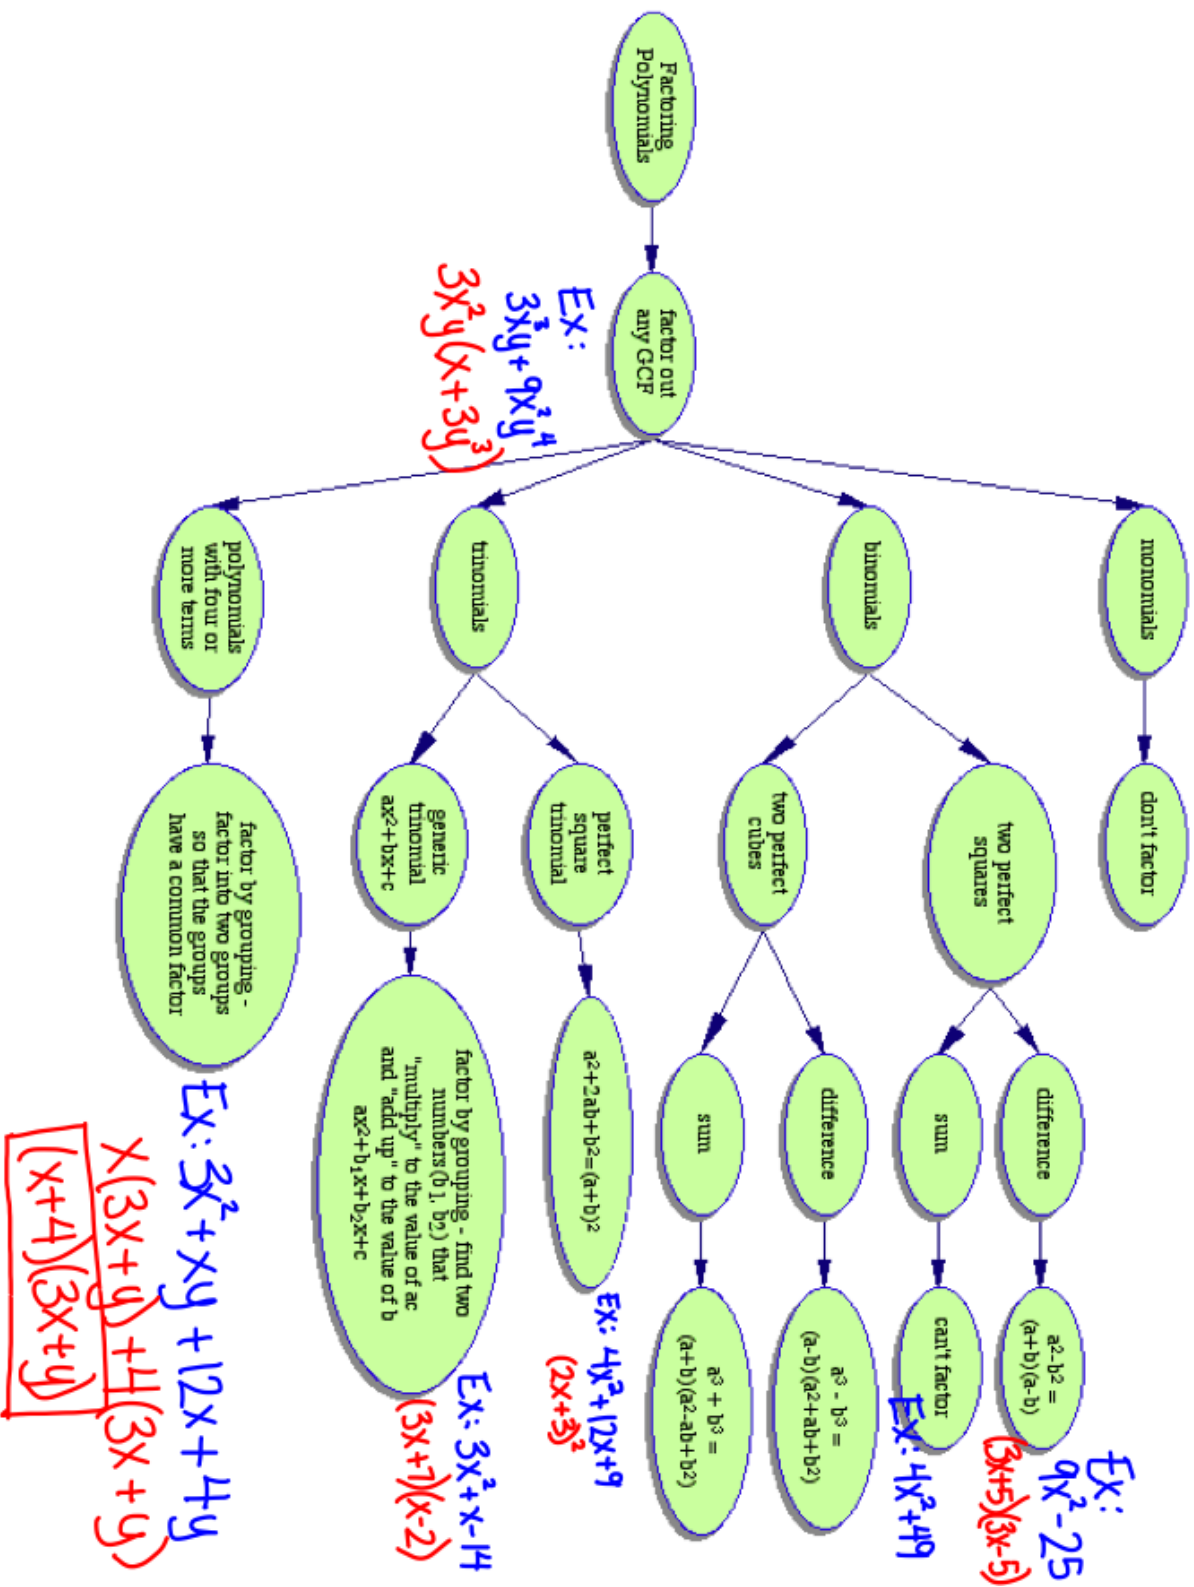 Factoring
Polynomials
factor out
any GCF
Ex:
3x³y + 9x²y⁴
3x²y(x+3y³)
monomials
don't factor
binomials
two perfect
squares
difference
a²-b² =
(a+b)(a-b)
Ex:
9x² - 25
(3x+5)(3x-5)
sum
can't factor
Ex: 4x²+49
two perfect
cubes
difference
a³ - b³ =
(a-b)(a²+ab+b²)
sum
a³ + b³ =
(a+b)(a²-ab+b²)
trinomials
perfect
square
trinomial
a²+2ab+b²=(a+b)²
Ex: 4x²+12x+9
(2x+3)²
generic
trinomial
ax²+bx+c
factor by grouping - find two
numbers(b₁, b₂) that
"multiply" to the value of ac
and "add up" to the value of b
ax²+b₁x+b₂x+c
Ex: 3x²+x-14
(3x+7)(x-2)
polynomials
with four or
more terms
factor by grouping -
factor into two groups
so that the groups
have a common factor
Ex: 3x²+xy+12x+4y
x(3x+y)+4(3x+y)
(x+4)(3x+y)